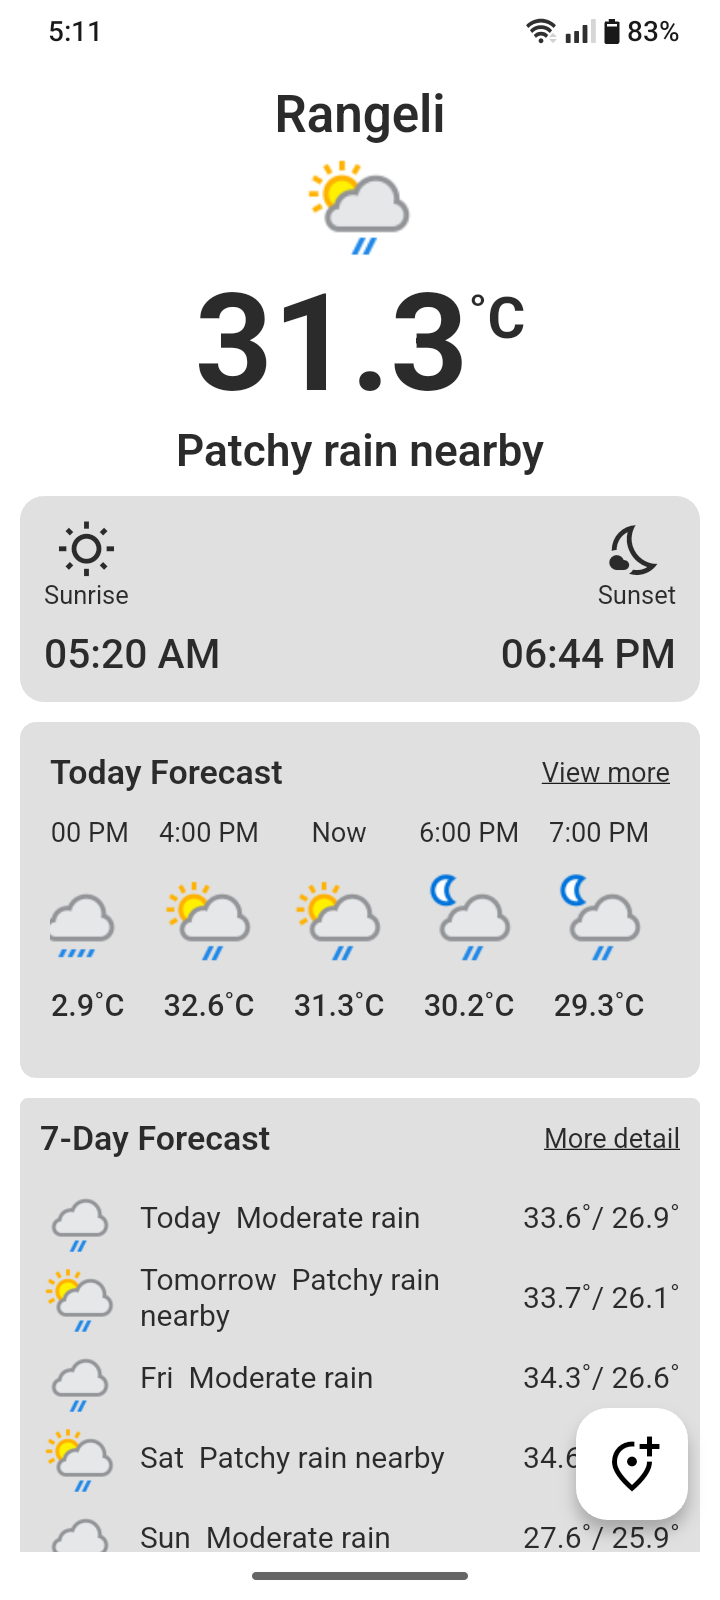 5:11
83%
Rangeli
31.3°C
Patchy rain nearby
Sunrise
Sunset
05:20 AM
06:44 PM
Today Forecast
View more
00 PM 4:00 PM Now 6:00 PM 7:00 PM
2.9°C 32.6°C 31.3°C 30.2°C 29.3°C
7-Day Forecast
More detail
Today Moderate rain 33.6°/ 26.9°
Tomorrow Patchy rain
nearby
33.7°/ 26.1°
Fri Moderate rain 34.3°/ 26.6°
Sat Patchy rain nearby 34.6
Sun Moderate rain 27.6°/ 25.9°